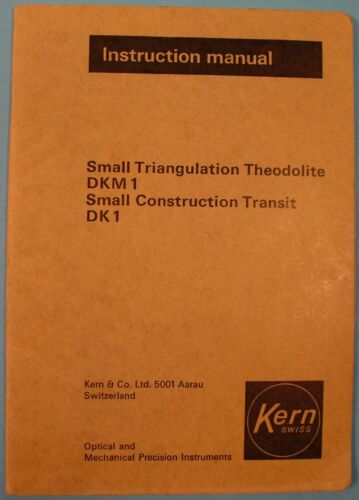 Instruction manual
Small Triangulation Theodolite
DKM 1
Small Construction Transit
DK 1
Kern & Co. Ltd. 5001 Aarau
Switzerland
Kern
SWISS
Optical and
Mechanical Precision Instruments